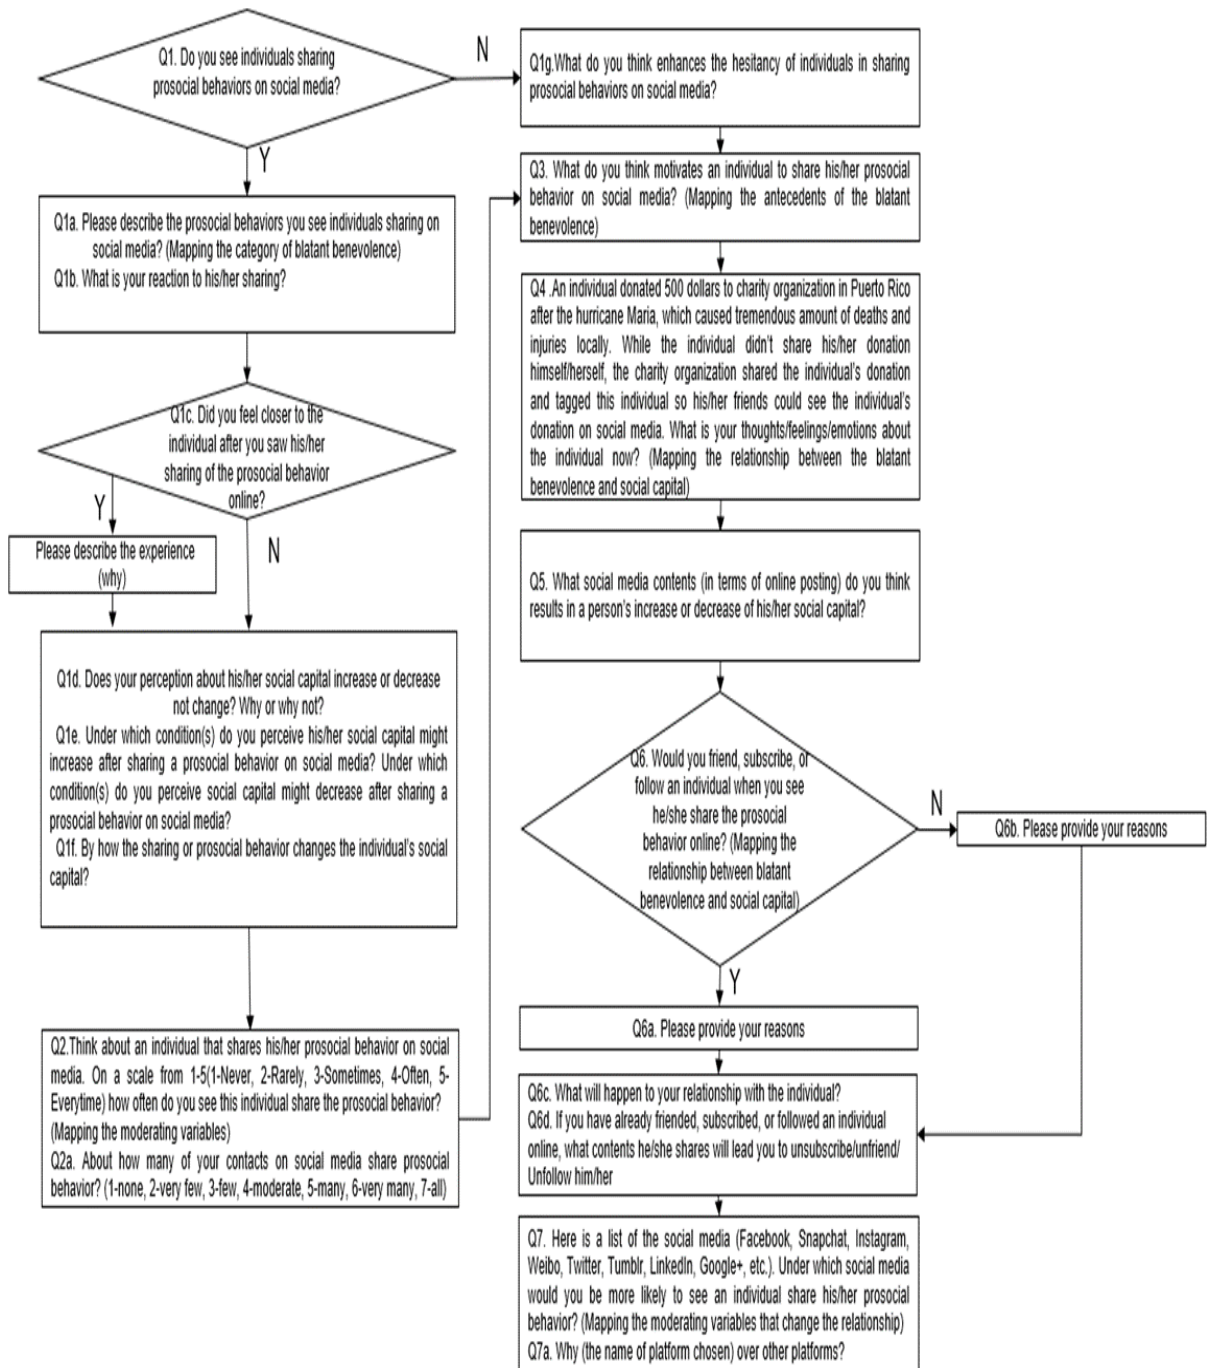 Q1. Do you see individuals sharing
prosocial behaviors on social media?
N
Y
Q1a. Please describe the prosocial behaviors you see individuals sharing on
social media? (Mapping the category of blatant benevolence)
Q1b. What is your reaction to his/her sharing?
Q1c. Did you feel closer to the
individual after you saw his/her
sharing of the prosocial behavior
online?
Y
N
Please describe the experience
(why)
Q1d. Does your perception about his/her social capital increase or decrease
not change? Why or why not?
Q1e. Under which condition(s) do you perceive his/her social capital might
increase after sharing a prosocial behavior on social media? Under which
condition(s) do you perceive social capital might decrease after sharing a
prosocial behavior on social media?
Q1f. By how the sharing or prosocial behavior changes the individual's social
capital?
Q2.Think about an individual that shares his/her prosocial behavior on social
media. On a scale from 1-5(1-Never, 2-Rarely, 3-Sometimes, 4-Often, 5-
Everytime) how often do you see this individual share the prosocial behavior?
(Mapping the moderating variables)
Q2a. About how many of your contacts on social media share prosocial
behavior? (1-none, 2-very few, 3-few, 4-moderate, 5-many, 6-very many, 7-all)
Q1g.What do you think enhances the hesitancy of individuals in sharing
prosocial behaviors on social media?
Q3. What do you think motivates an individual to share his/her prosocial
behavior on social media? (Mapping the antecedents of the blatant
benevolence)
Q4 .An individual donated 500 dollars to charity organization in Puerto Rico
after the hurricane Maria, which caused tremendous amount of deaths and
injuries locally. While the individual didn't share his/her donation
himself/herself, the charity organization shared the individual's donation
and tagged this individual so his/her friends could see the individual's
donation on social media. What is your thoughts/feelings/emotions about
the individual now? (Mapping the relationship between the blatant
benevolence and social capital)
Q5. What social media contents (in terms of online posting) do you think
results in a person's increase or decrease of his/her social capital?
Q6. Would you friend, subscribe, or
follow an individual when you see
he/she share the prosocial
behavior online? (Mapping the
relationship between blatant
benevolence and social capital)
N
Q6b. Please provide your reasons
Y
Q6a. Please provide your reasons
Q6c. What will happen to your relationship with the individual?
Q6d. If you have already friended, subscribed, or followed an individual
online, what contents he/she shares will lead you to unsubscribe/unfriend/
Unfollow him/her
Q7. Here is a list of the social media (Facebook, Snapchat, Instagram,
Weibo, Twitter, Tumblr, LinkedIn, Google+, etc.). Under which social media
would you be more likely to see an individual share his/her prosocial
behavior? (Mapping the moderating variables that change the relationship)
Q7a. Why (the name of platform chosen) over other platforms?